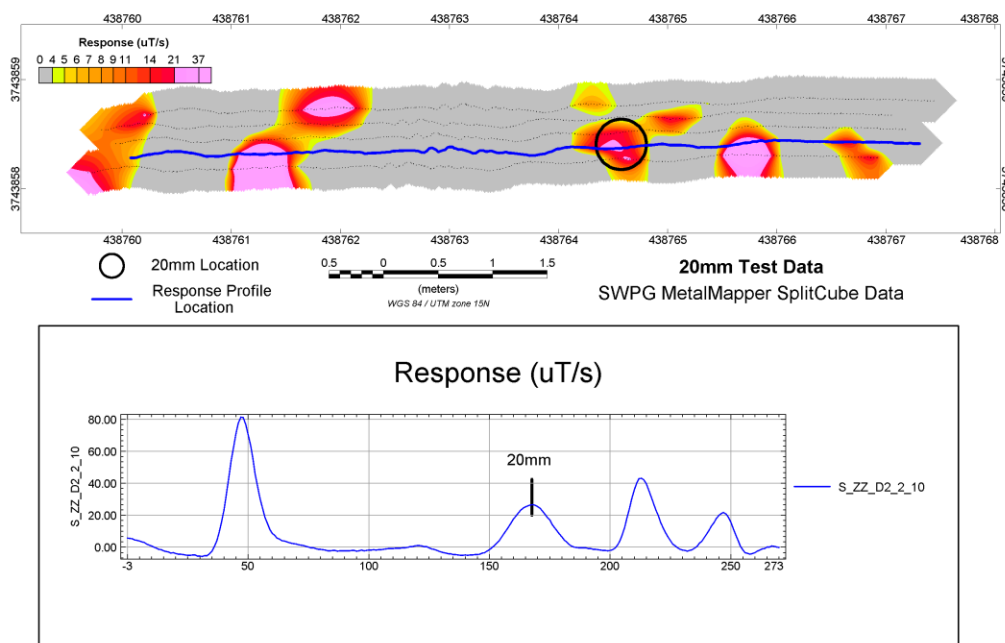 438760 438761 438762 438763 438764 438765 438766 438767 438768
Response (uT/s)
0 4 5 6 7 8 9 11 14 21 37
3743859
3743858
438760 438761 438762 438763 438764 438765 438766 438767 438768
20mm Location
Response Profile
Location
0.5 0 0.5 1 1.5
(meters)
WGS 84 / UTM zone 15N
20mm Test Data
SWPG MetalMapper SplitCube Data
Response (uT/s)
80.00
60.00
40.00
20.00
0.00
S_ZZ_D2_2_10
20mm
S_ZZ_D2_2_10
-3 50 100 150 200 250 273